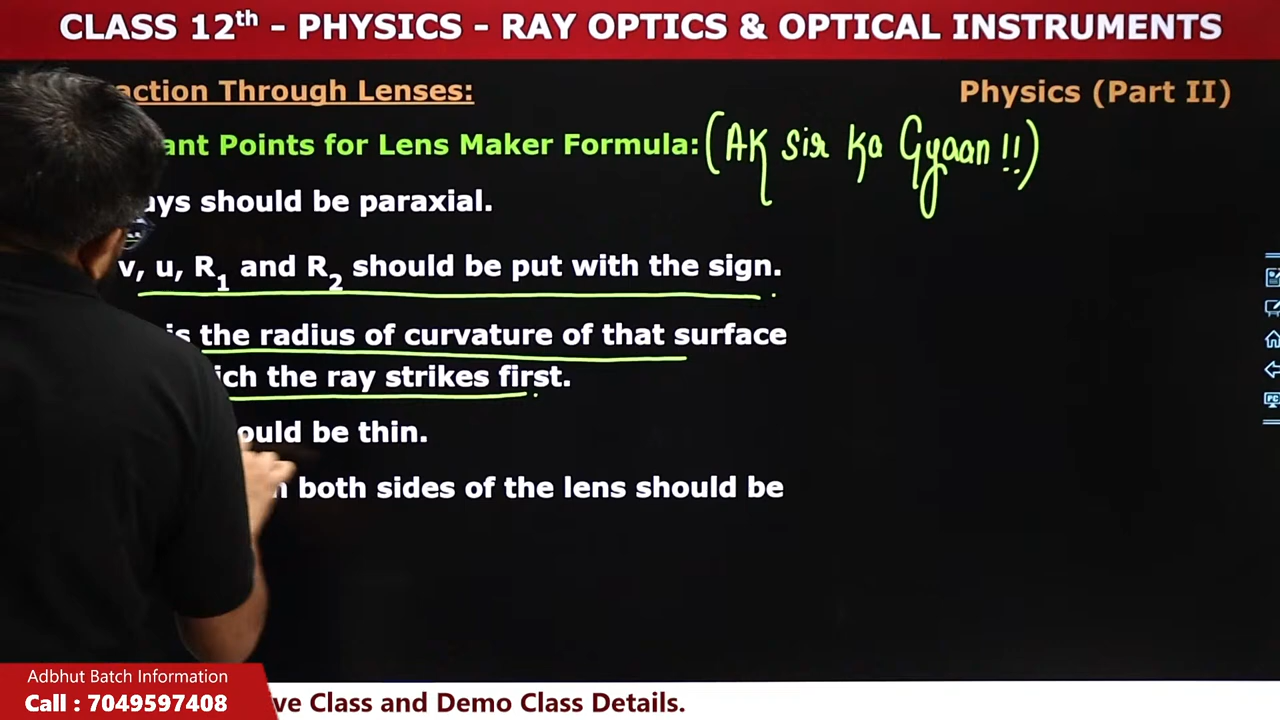 CLASS 12th - PHYSICS - RAY OPTICS & OPTICAL INSTRUMENTS
action Through Lenses: Physics (Part II)
ant Points for Lens Maker Formula: (AK Sir Ka Gyaan !!)
ays should be paraxial.
v, u, R1 and R2 should be put with the sign.
is the radius of curvature of that surface
ich the ray strikes first.
ould be thin.
n both sides of the lens should be
Adbhut Batch Information
Call : 7049597408 ive Class and Demo Class Details.